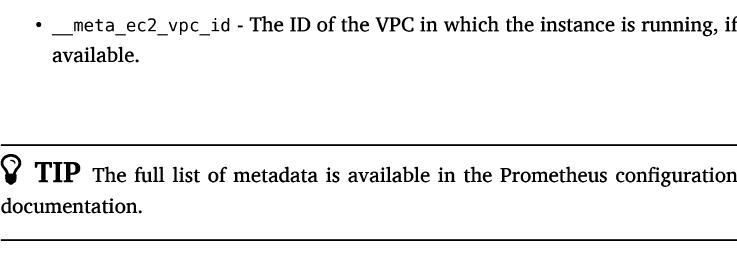 • __meta_ec2_vpc_id - The ID of the VPC in which the instance is running, if
available.
TIP The full list of metadata is available in the Prometheus configuration
documentation.